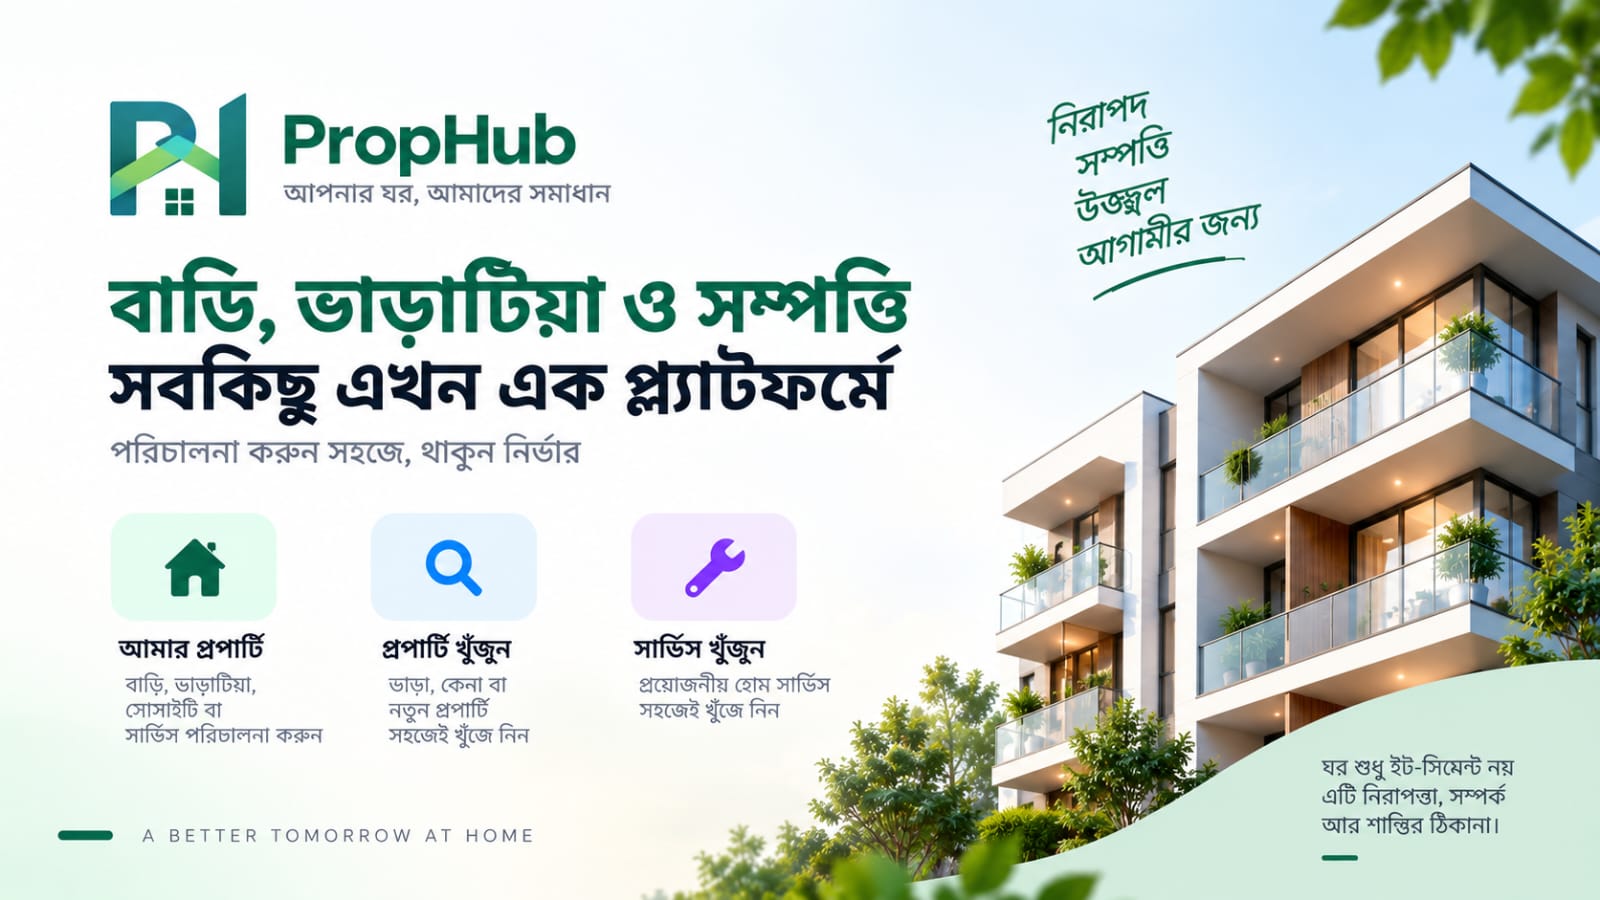 PropHub
আপনার ঘর, আমাদের সমাধান
নিরাপদ
সম্পত্তি
উজ্জ্বল
আগামীর জন্য
বাডি, ভাড়াটিয়া ও সম্পত্তি
সবকিছু এখন এক প্ল্যাটফর্মে
পরিচালনা করুন সহজে, থাকুন নির্ভার
আমার প্রপার্টি
বাড়ি, ভাড়াটিয়া,
সোসাইটি বা
সার্ভিস পরিচালনা করুন
প্রপার্টি খুঁজুন
ভাড়া, কেনা বা
নতুন প্রপার্টি
সহজেই খুঁজে নিন
সার্ভিস খুঁজুন
প্রয়োজনীয় হোম সার্ভিস
সহজেই খুঁজে নিন
ঘর শুধু ইট-সিমেন্ট নয়
এটি নিরাপত্তা, সম্পর্ক
আর শান্তির ঠিকানা।
A BETTER TOMORROW AT HOME